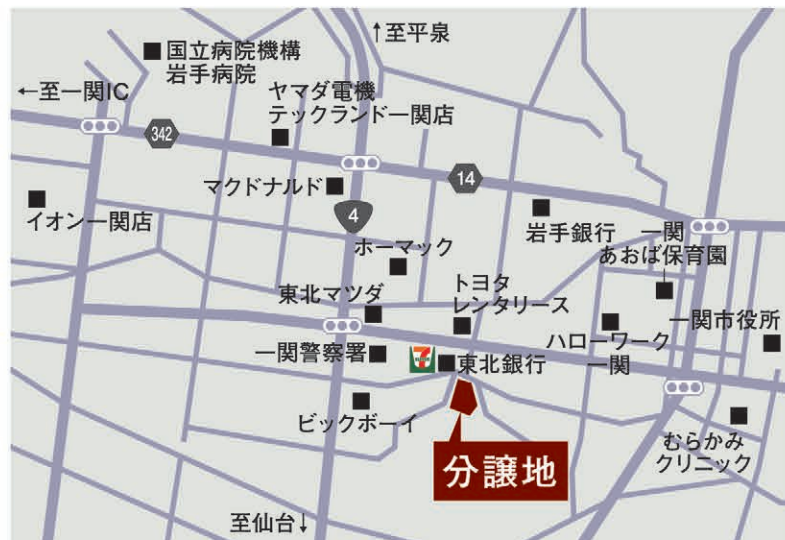 ↑至平泉
国立病院機構
岩手病院
←至一関IC
ヤマダ電機
テックランド一関店
342
マクドナルド
14
イオン一関店
4
岩手銀行
一関
あおば保育園
ホーマック
トヨタ
レンタリース
東北マツダ
一関市役所
ハローワーク
一関
一関警察署
7
東北銀行
ビックボーイ
むらかみ
クリニック
分譲地
至仙台↓